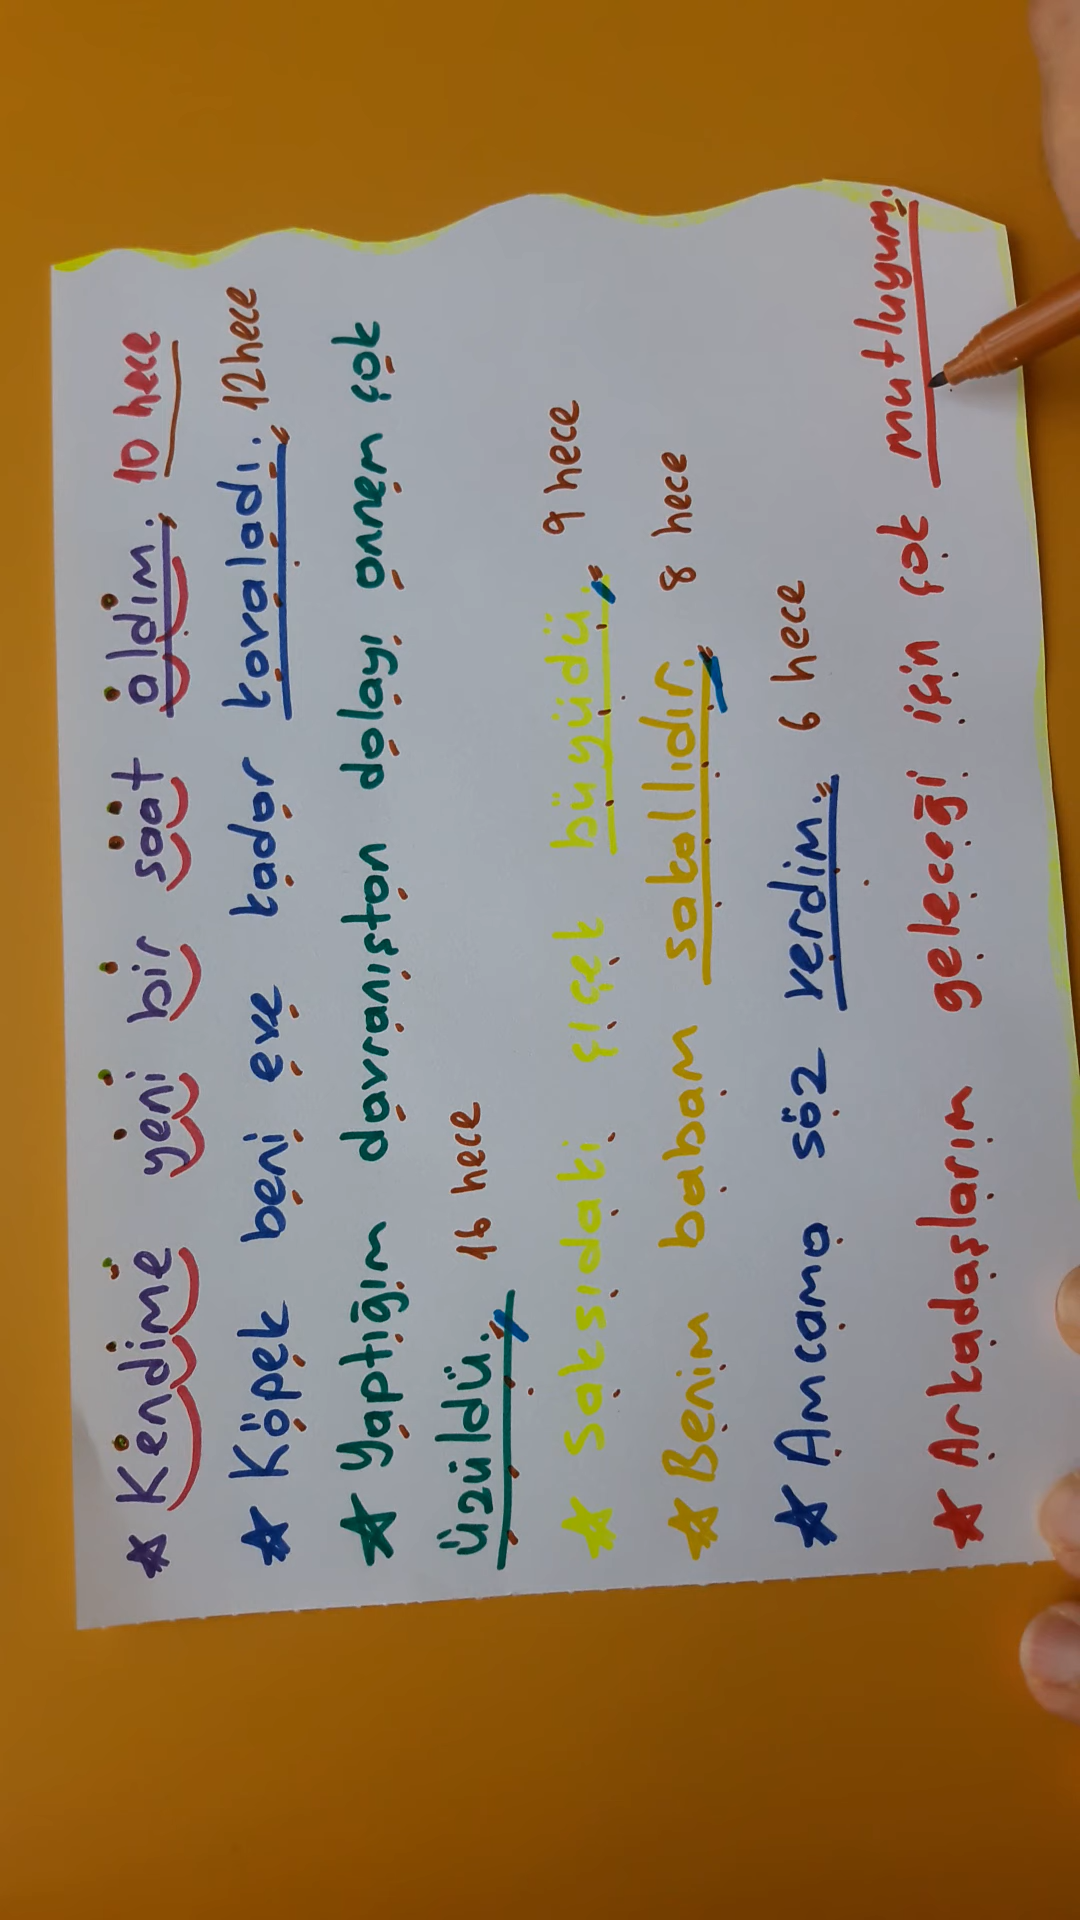 ☆ Kendime yeni bir saat aldım. 10 hece
☆ Köpek beni eve kadar kovaladı. 12 hece
☆ Yaptığım davranıştan dolayı annem çok
üzüldü. 16 hece
☆ Saksıdaki çiçek büyüdü. 9 hece
☆ Benim babam sakallıdır. 8 hece
☆ Amcama söz verdim. 6 hece
☆ Arkadaşlarım geleceği için çok mutluyum.